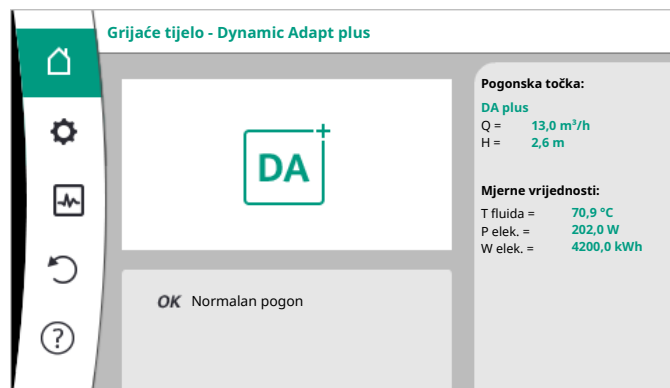 Grijaće tijelo - Dynamic Adapt plus
DA+
OK Normalan pogon
Pogonska točka:
DA plus
Q = 13,0 m³/h
H = 2,6 m
Mjerne vrijednosti:
T fluida = 70,9 °C
P elek. = 202,0 W
W elek. = 4200,0 kWh
?